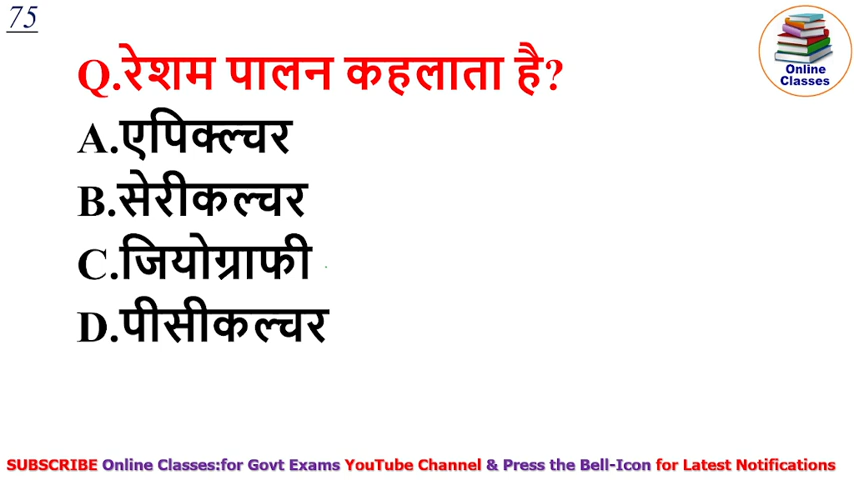 75
Online
Classes
Q.रेशम पालन कहलाता है?
A.एपिक्ल्चर
B.सेरीकल्चर
C.जियोग्राफी
D.पीसीकल्चर
SUBSCRIBE Online Classes:for Govt Exams YouTube Channel & Press the Bell-Icon for Latest Notifications